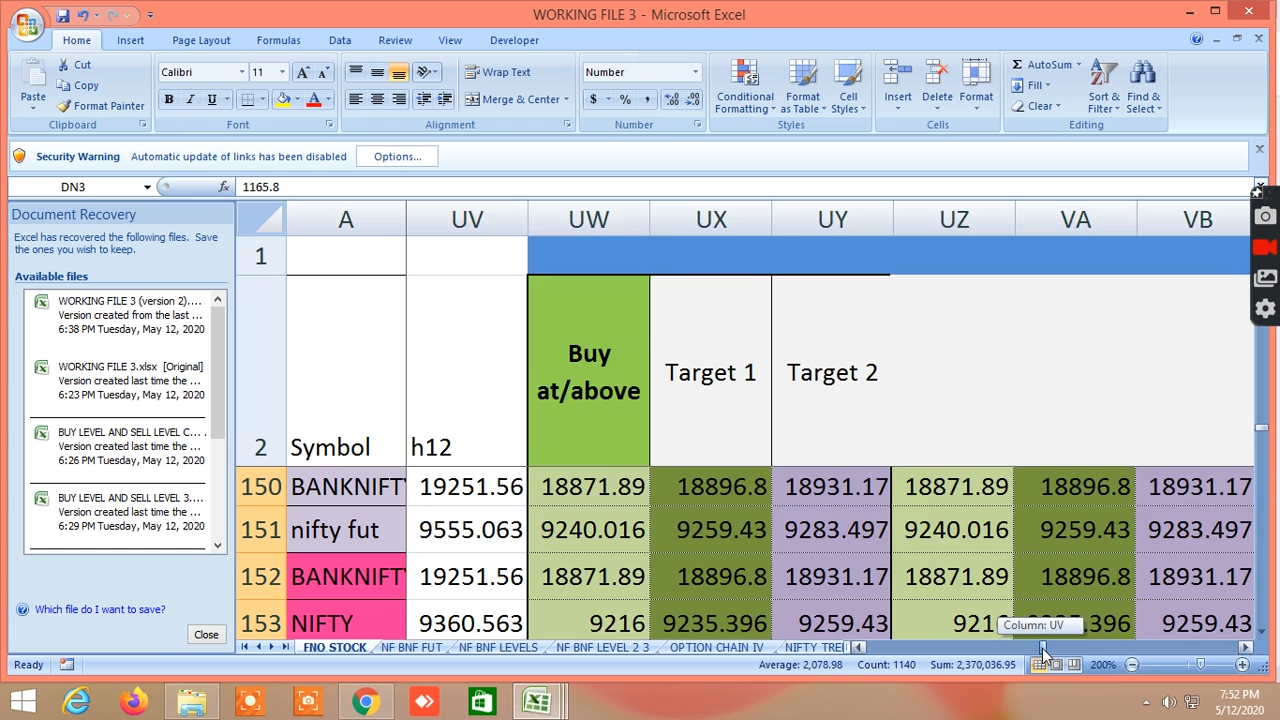 WORKING FILE 3 - Microsoft Excel
Home Insert Page Layout Formulas Data Review View Developer
Cut
Copy
Format Painter
Paste
Clipboard
Calibri 11
B I U
Font
Wrap Text
Merge & Center
Alignment
Number
$ % ,
Number
Conditional Formatting
Format as Table
Cell Styles
Styles
Insert Delete Format
Cells
AutoSum
Fill
Clear
Sort & Filter
Find & Select
Editing
Security Warning Automatic update of links has been disabled Options...
DN3 fx 1165.8
Document Recovery
Excel has recovered the following files. Save
the ones you wish to keep.
Available files
WORKING FILE 3 (version 2)....
Version created from the last
6:38 PM Tuesday, May 12, 2020
WORKING FILE 3.xlsx [Original]
Version created last time the ...
6:23 PM Tuesday, May 12, 2020
BUY LEVEL AND SELL LEVEL C... .
Version created last time the ...
6:26 PM Tuesday, May 12, 2020
BUY LEVEL AND SELL LEVEL 3....
Version created last time the ...
6:29 PM Tuesday, May 12, 2020
Which file do I want to save?
Close
A UV UW UX UY UZ VA VB
1
2 Symbol h12 Buy at/above Target 1 Target 2
150 BANKNIFTY 19251.56 18871.89 18896.8 18931.17 18871.89 18896.8 18931.17
151 nifty fut 9555.063 9240.016 9259.43 9283.497 9240.016 9259.43 9283.497
152 BANKNIFTY 19251.56 18871.89 18896.8 18931.17 18871.89 18896.8 18931.17
153 NIFTY 9360.563 9216 9235.396 9259.43 921 .396 9259.43
Column: UV
FNO STOCK NF BNF FUT NF BNF LEVELS NF BNF LEVEL 2 3 OPTION CHAIN IV NIFTY TRE
Ready Average: 2,078.98 Count: 1140 Sum: 2,370,036.95 200%
7:52 PM
5/12/2020